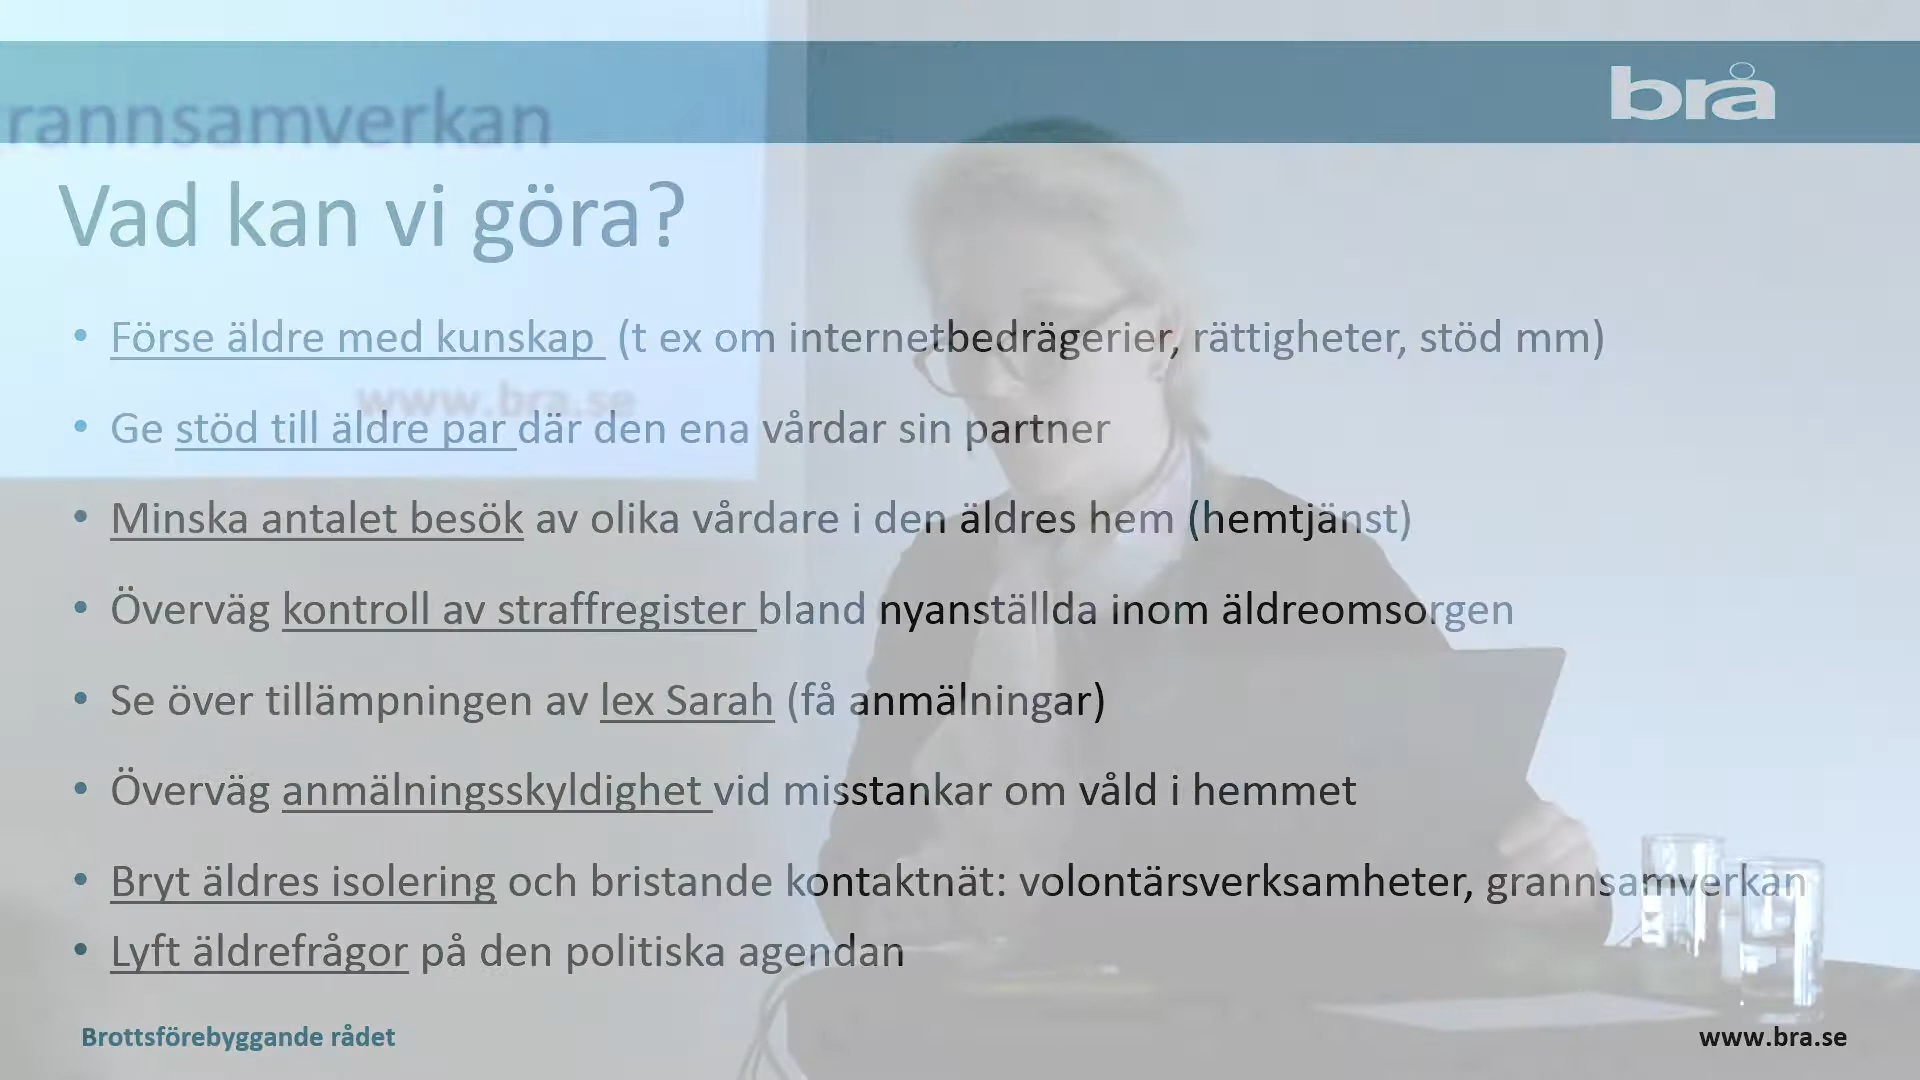 brå
rannsamverkan
Vad kan vi göra?
• Förse äldre med kunskap (t ex om internetbedrägerier, rättigheter, stöd mm)
www.bra.se
• Ge stöd till äldre par där den ena vårdar sin partner
• Minska antalet besök av olika vårdare i den äldres hem (hemtjänst)
• Överväg kontroll av straffregister bland nyanställda inom äldreomsorgen
• Se över tillämpningen av lex Sarah (få anmälningar)
• Överväg anmälningsskyldighet vid misstankar om våld i hemmet
• Bryt äldres isolering och bristande kontaktnät: volontärsverksamheter, grannsamverkan
• Lyft äldrefrågor på den politiska agendan
Brottsförebyggande rådet
www.bra.se